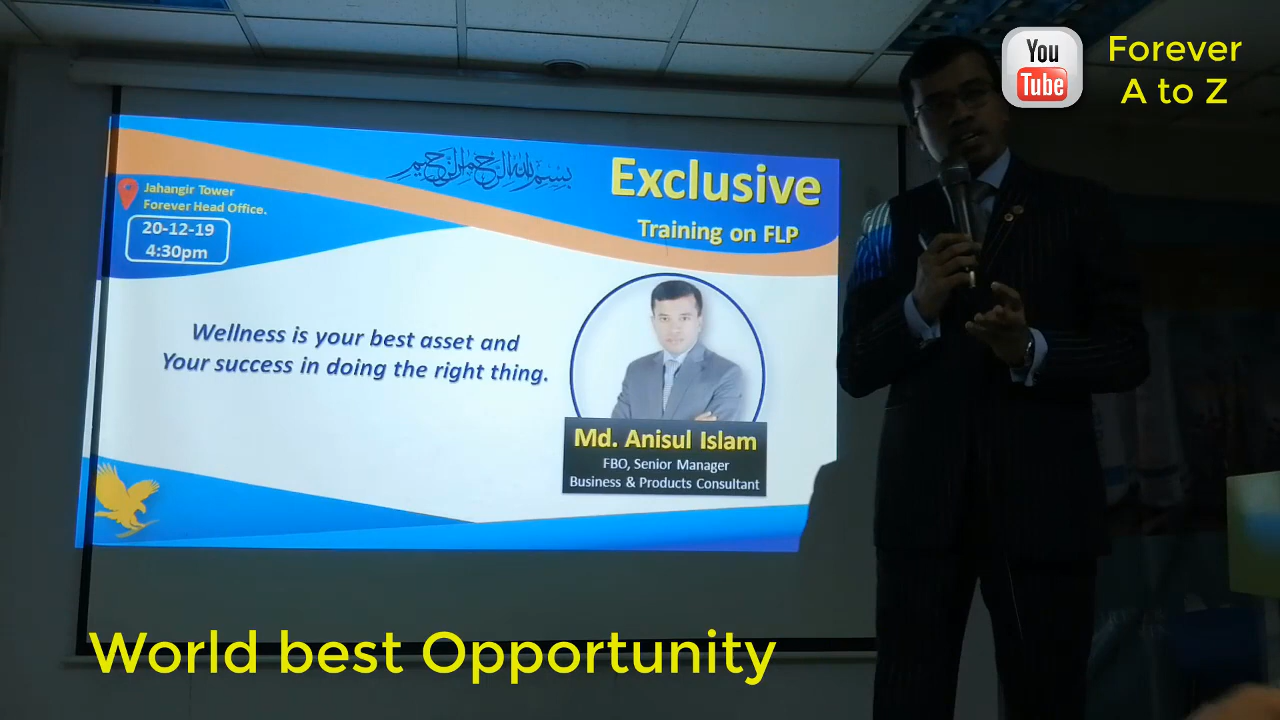 You
Tube
Forever
A to Z
بسم الله الرحمن الرحيم
Exclusive
Training on FLP
Jahangir Tower
Forever Head Office.
20-12-19
4:30pm
Wellness is your best asset and
Your success in doing the right thing.
Md. Anisul Islam
FBO, Senior Manager
Business & Products Consultant
World best Opportunity